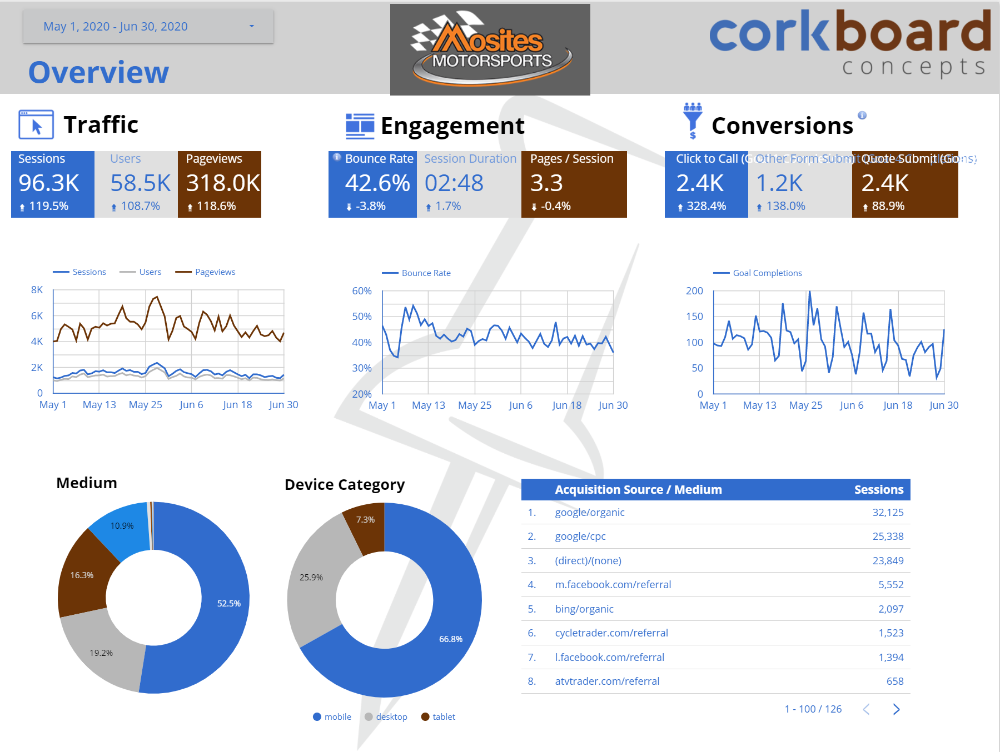 May 1, 2020 - Jun 30, 2020
Overview
Mosites
MOTORSPORTS
corkboard
concepts
Traffic
Engagement
Conversions
Sessions
96.3K
119.5%
Users
58.5K
108.7%
Pageviews
318.0K
118.6%
Bounce Rate
42.6%
-3.8%
Session Duration
02:48
1.7%
Pages / Session
3.3
-0.4%
Click to Call
2.4K
328.4%
Other Form Submit
1.2K
138.0%
Quote Submit
2.4K
88.9%
Sessions Users Pageviews
8K
6K
4K
2K
0
May 1 May 13 May 25 Jun 6 Jun 18 Jun 30
Bounce Rate
60%
50%
40%
30%
20%
May 1 May 13 May 25 Jun 6 Jun 18 Jun 30
Goal Completions
200
150
100
50
0
May 1 May 13 May 25 Jun 6 Jun 18 Jun 30
Medium
10.9%
16.3%
52.5%
19.2%
Device Category
7.3%
25.9%
66.8%
mobile desktop tablet
Acquisition Source / Medium Sessions
1. google/organic 32,125
2. google/cpc 25,338
3. (direct)/(none) 23,849
4. m.facebook.com/referral 5,552
5. bing/organic 2,097
6. cycletrader.com/referral 1,523
7. l.facebook.com/referral 1,394
8. atvtrader.com/referral 658
1 - 100 / 126